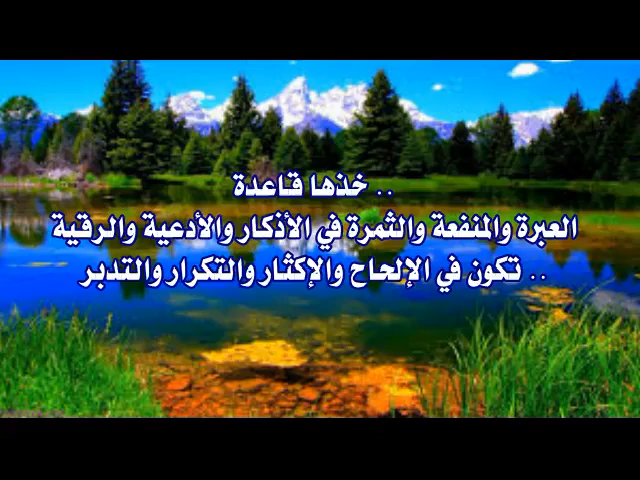 خذها قاعدة ..
العبرة والمنفعة والثمرة في الأذكار والأدعية والرقية
تكون في الإلحاح والإكثار والتكرار والتدبر ..